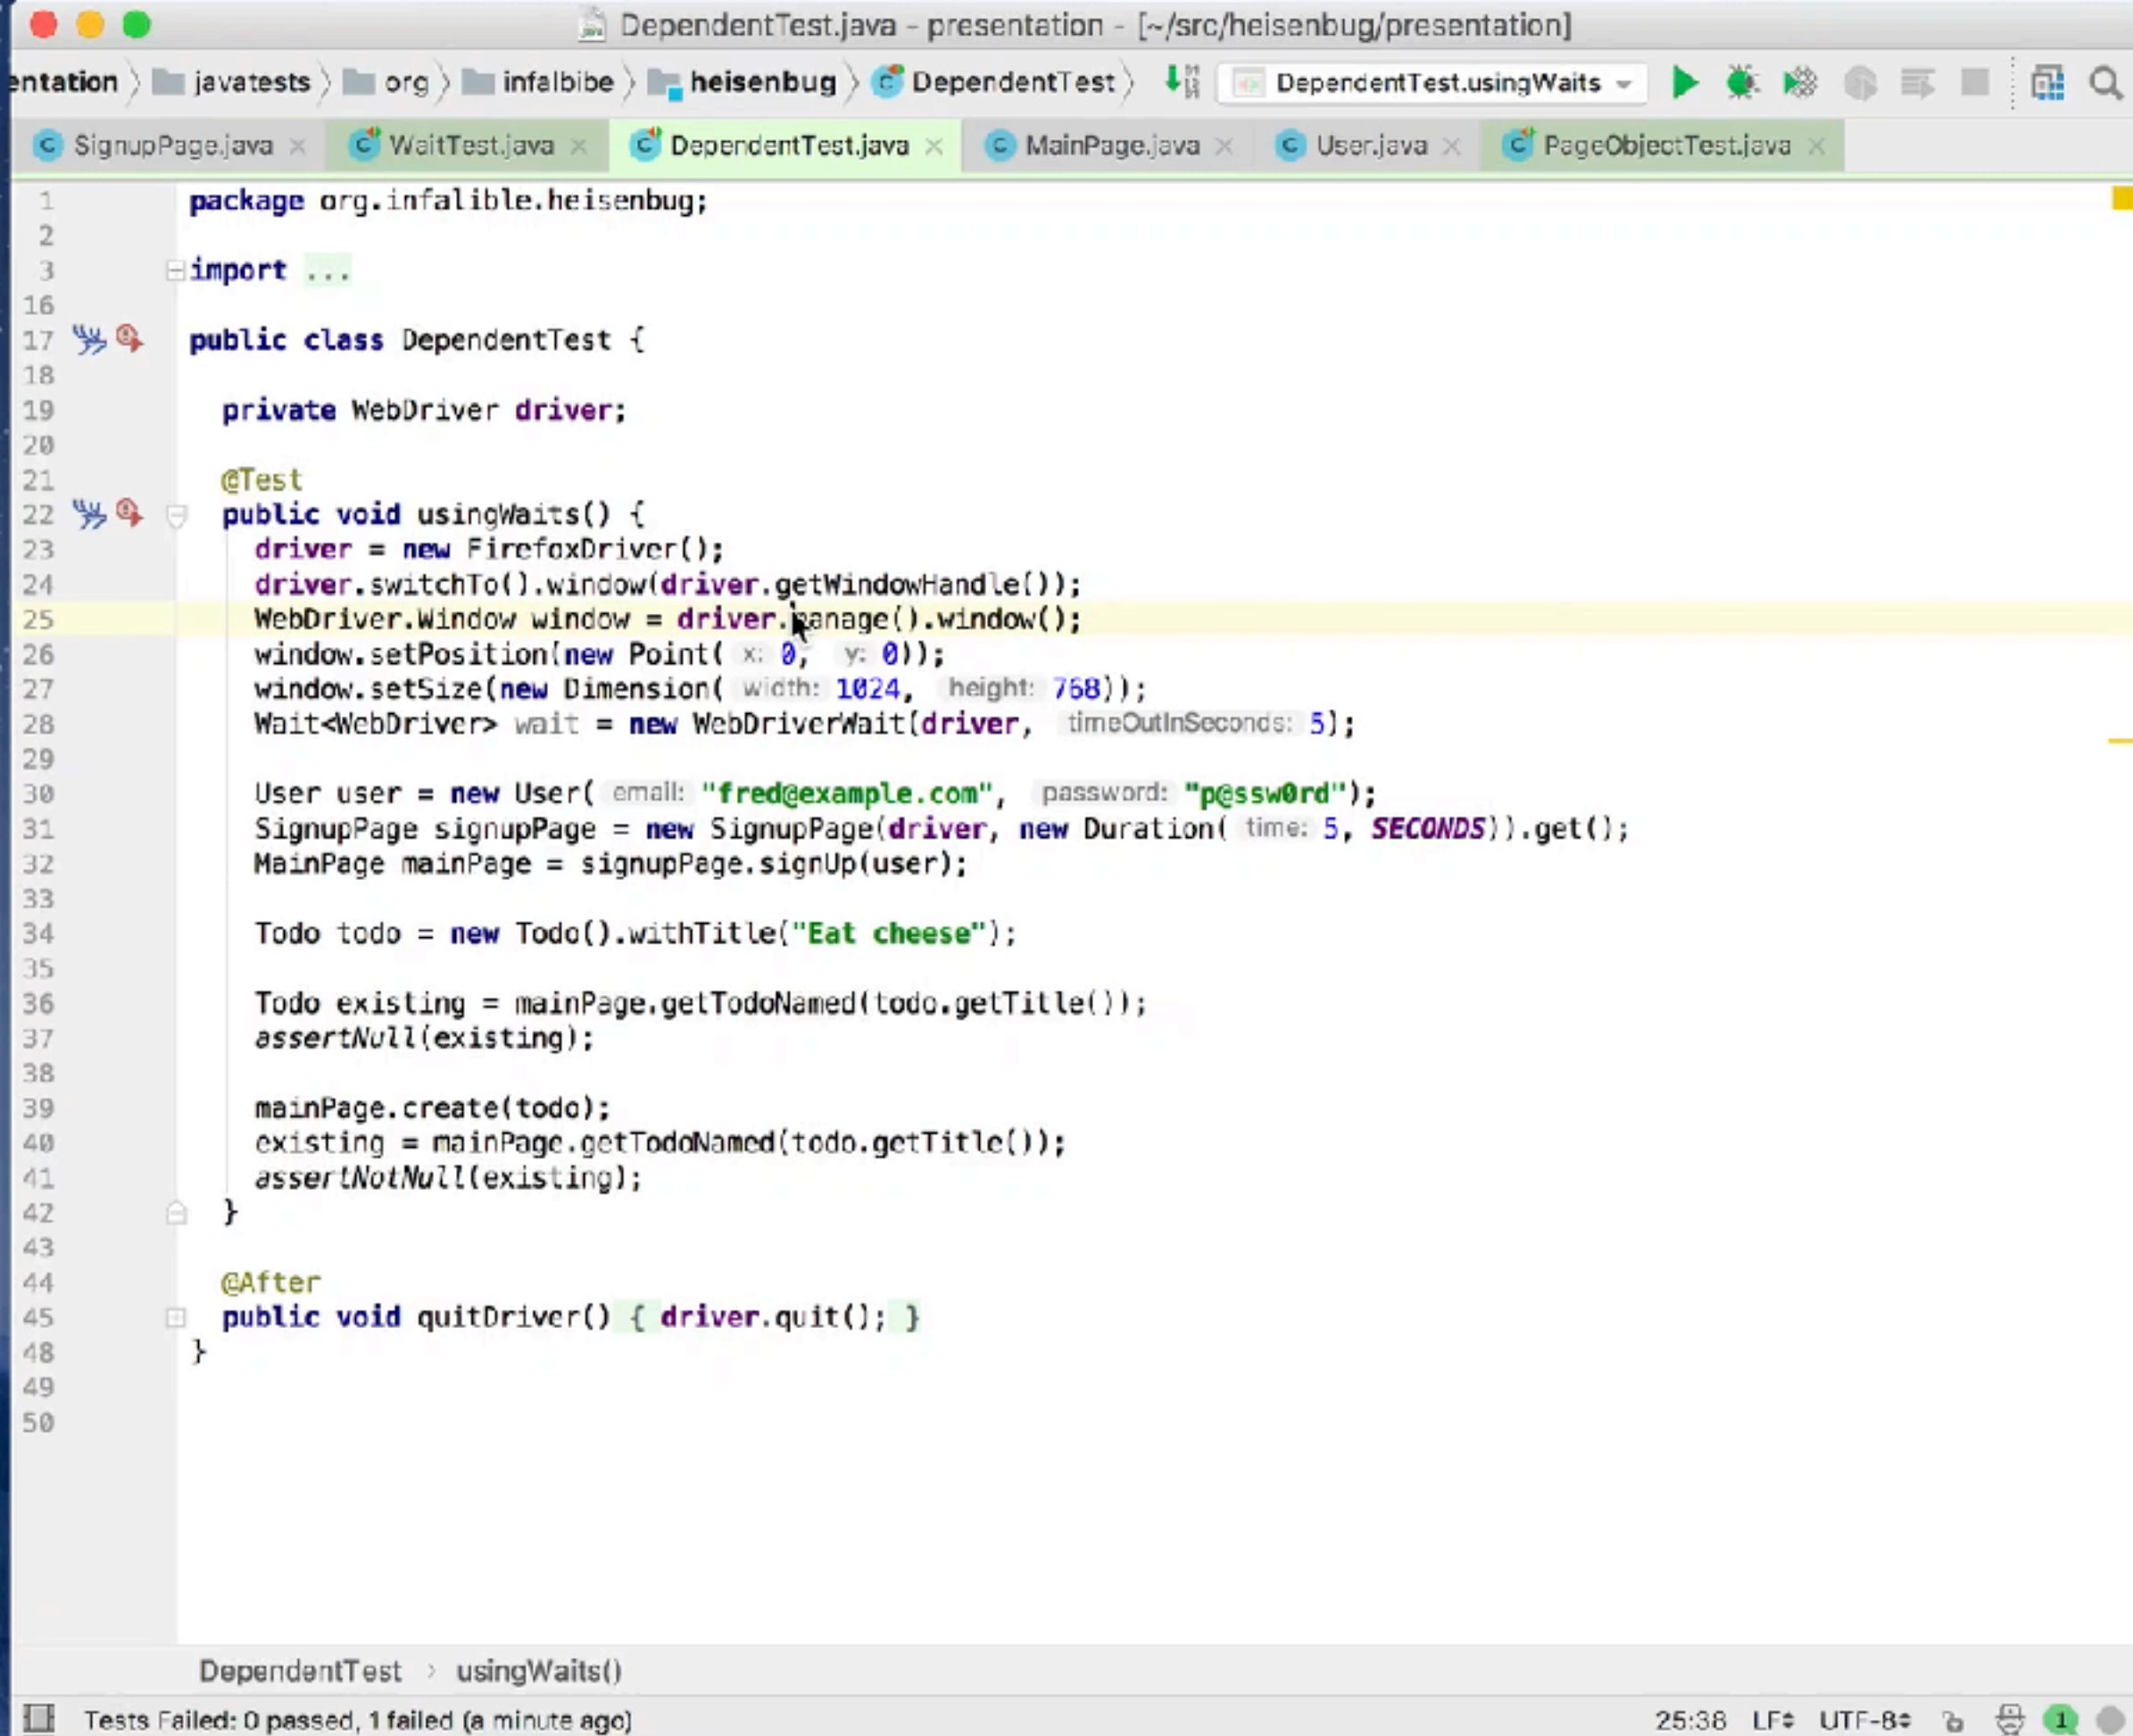 DependentTest.java - presentation - [~/src/heisenbug/presentation]
entation javatests org infalbibe heisenbug DependentTest DependentTest.usingWaits
SignupPage.java WaitTest.java DependentTest.java MainPage.java User.java PageObjectTest.java
1 package org.infalible.heisenbug;
2
3 import ...
16
17 public class DependentTest {
18
19 private WebDriver driver;
20
21 @Test
22 public void usingWaits() {
23 driver = new FirefoxDriver();
24 driver.switchTo().window(driver.getWindowHandle());
25 WebDriver.Window window = driver.manage().window();
26 window.setPosition(new Point( x: 0, y: 0));
27 window.setSize(new Dimension( width: 1024, height: 768));
28 Wait<WebDriver> wait = new WebDriverWait(driver, timeOutInSeconds: 5);
29
30 User user = new User( email: "fred@example.com", password: "p@ssw0rd");
31 SignupPage signupPage = new SignupPage(driver, new Duration( time: 5, SECONDS)).get();
32 MainPage mainPage = signupPage.signUp(user);
33
34 Todo todo = new Todo().withTitle("Eat cheese");
35
36 Todo existing = mainPage.getTodoNamed(todo.getTitle());
37 assertNull(existing);
38
39 mainPage.create(todo);
40 existing = mainPage.getTodoNamed(todo.getTitle());
41 assertNotNull(existing);
42 }
43
44 @After
45 public void quitDriver() { driver.quit(); }
48 }
49
50
DependentTest › usingWaits()
Tests Failed: 0 passed, 1 failed (a minute ago) 25:38 LF UTF-8 1